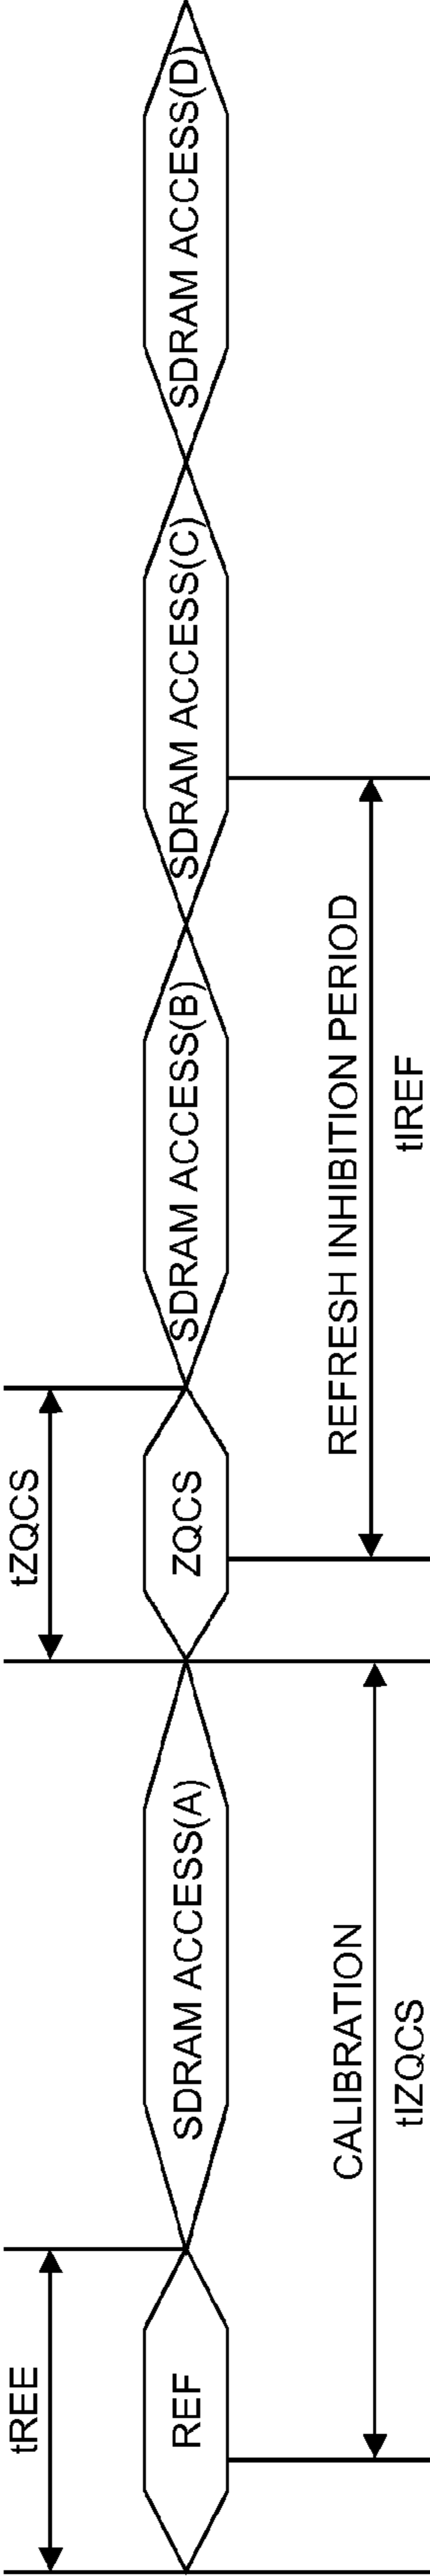 tREE
tZQCS
REF
SDRAM ACCESS(A)
ZQCS
SDRAM ACCESS(B)
SDRAM ACCESS(C)
SDRAM ACCESS(D)
CALIBRATION
tIZQCS
REFRESH INHIBITION PERIOD
tIREF